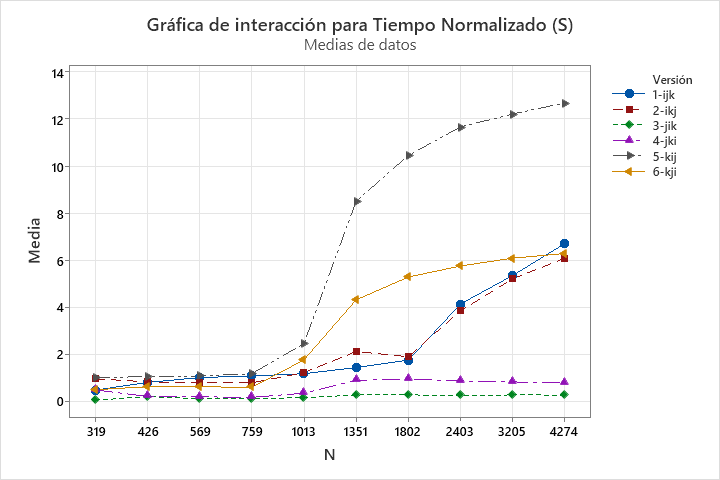 Gráfica de interacción para Tiempo Normalizado (S)
Medias de datos
14
12
10
8
6
4
2
0
Media
319 426 569 759 1013 1351 1802 2403 3205 4274
N
Versión
1-ijk
2-ikj
3-jik
4-jki
5-kij
6-kji